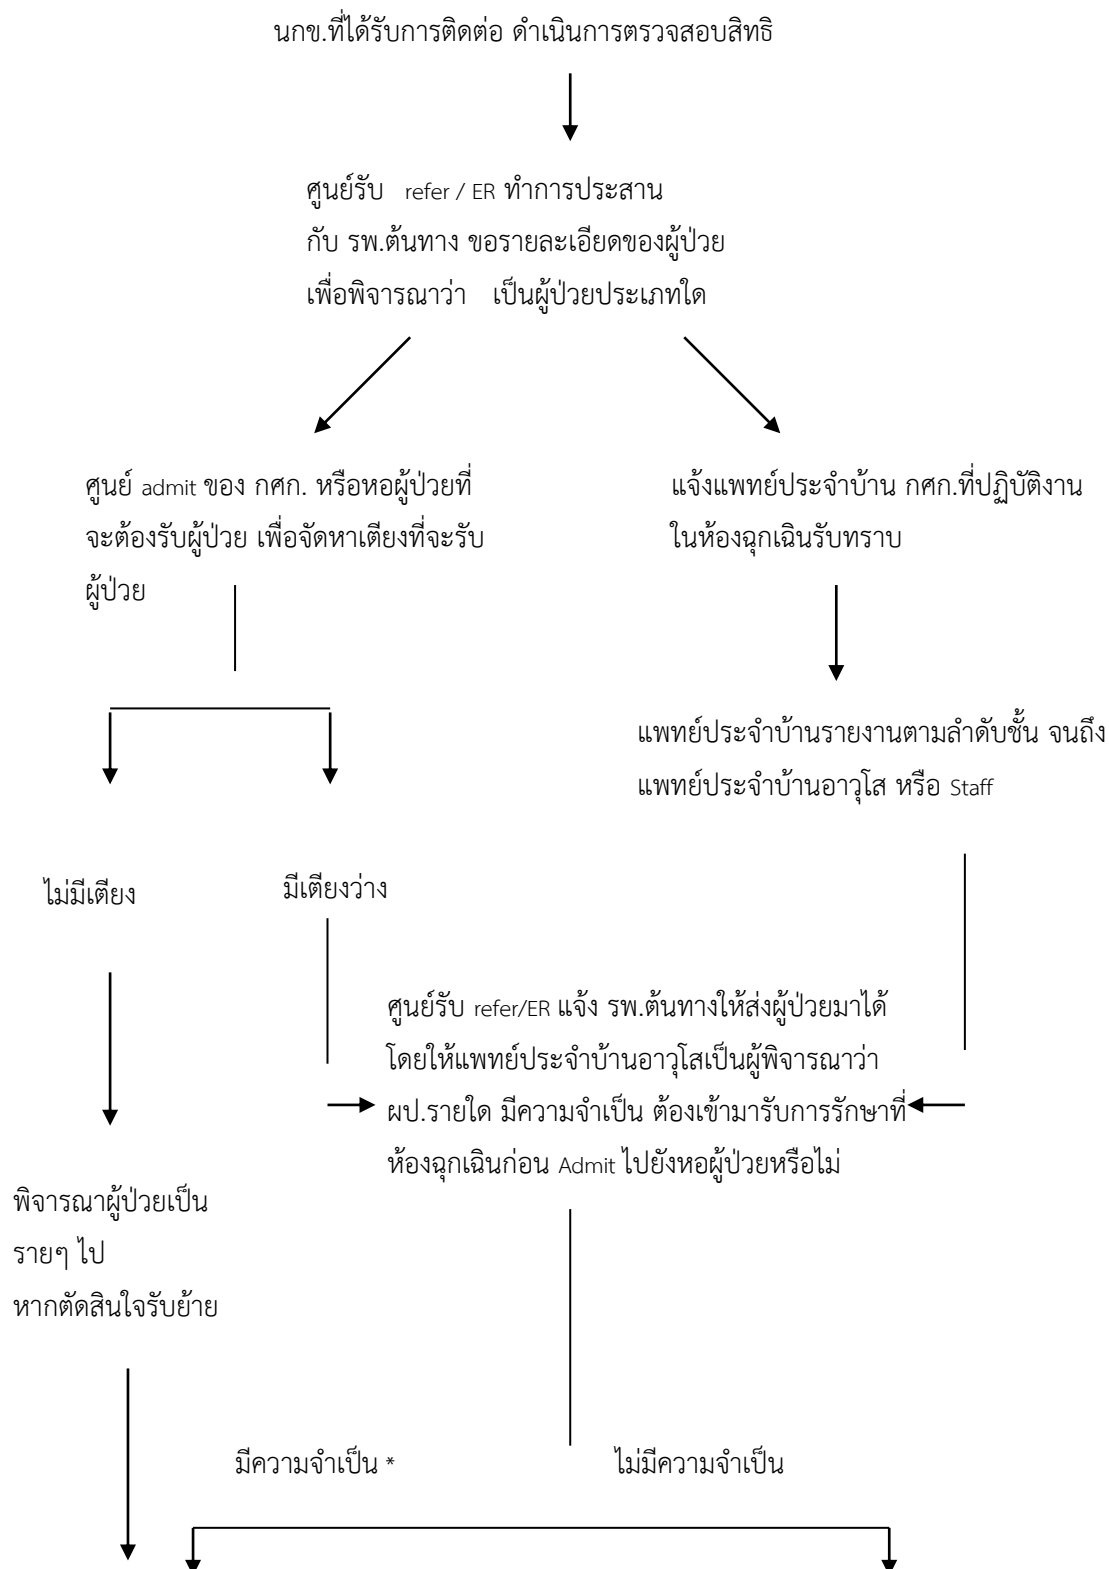 นกข.ที่ได้รับการติดต่อ ดำเนินการตรวจสอบสิทธิ
ศูนย์รับ refer / ER ทำการประสาน
กับ รพ.ต้นทาง ขอรายละเอียดของผู้ป่วย
เพื่อพิจารณาว่า เป็นผู้ป่วยประเภทใด
ศูนย์ admit ของ กศก. หรือหอผู้ป่วยที่
จะต้องรับผู้ป่วย เพื่อจัดหาเตียงที่จะรับ
ผู้ป่วย
แจ้งแพทย์ประจำบ้าน กศก.ที่ปฏิบัติงาน
ในห้องฉุกเฉินรับทราบ
แพทย์ประจำบ้านรายงานตามลำดับชั้น จนถึง
แพทย์ประจำบ้านอาวุโส หรือ Staff
ไม่มีเตียง
มีเตียงว่าง
ศูนย์รับ refer/ER แจ้ง รพ.ต้นทางให้ส่งผู้ป่วยมาได้
โดยให้แพทย์ประจำบ้านอาวุโสเป็นผู้พิจารณาว่า
ผป.รายใด มีความจำเป็น ต้องเข้ามารับการรักษาที่
ห้องฉุกเฉินก่อน Admit ไปยังหอผู้ป่วยหรือไม่
พิจารณาผู้ป่วยเป็น
รายๆ ไป
หากตัดสินใจรับย้าย
มีความจำเป็น *
ไม่มีความจำเป็น